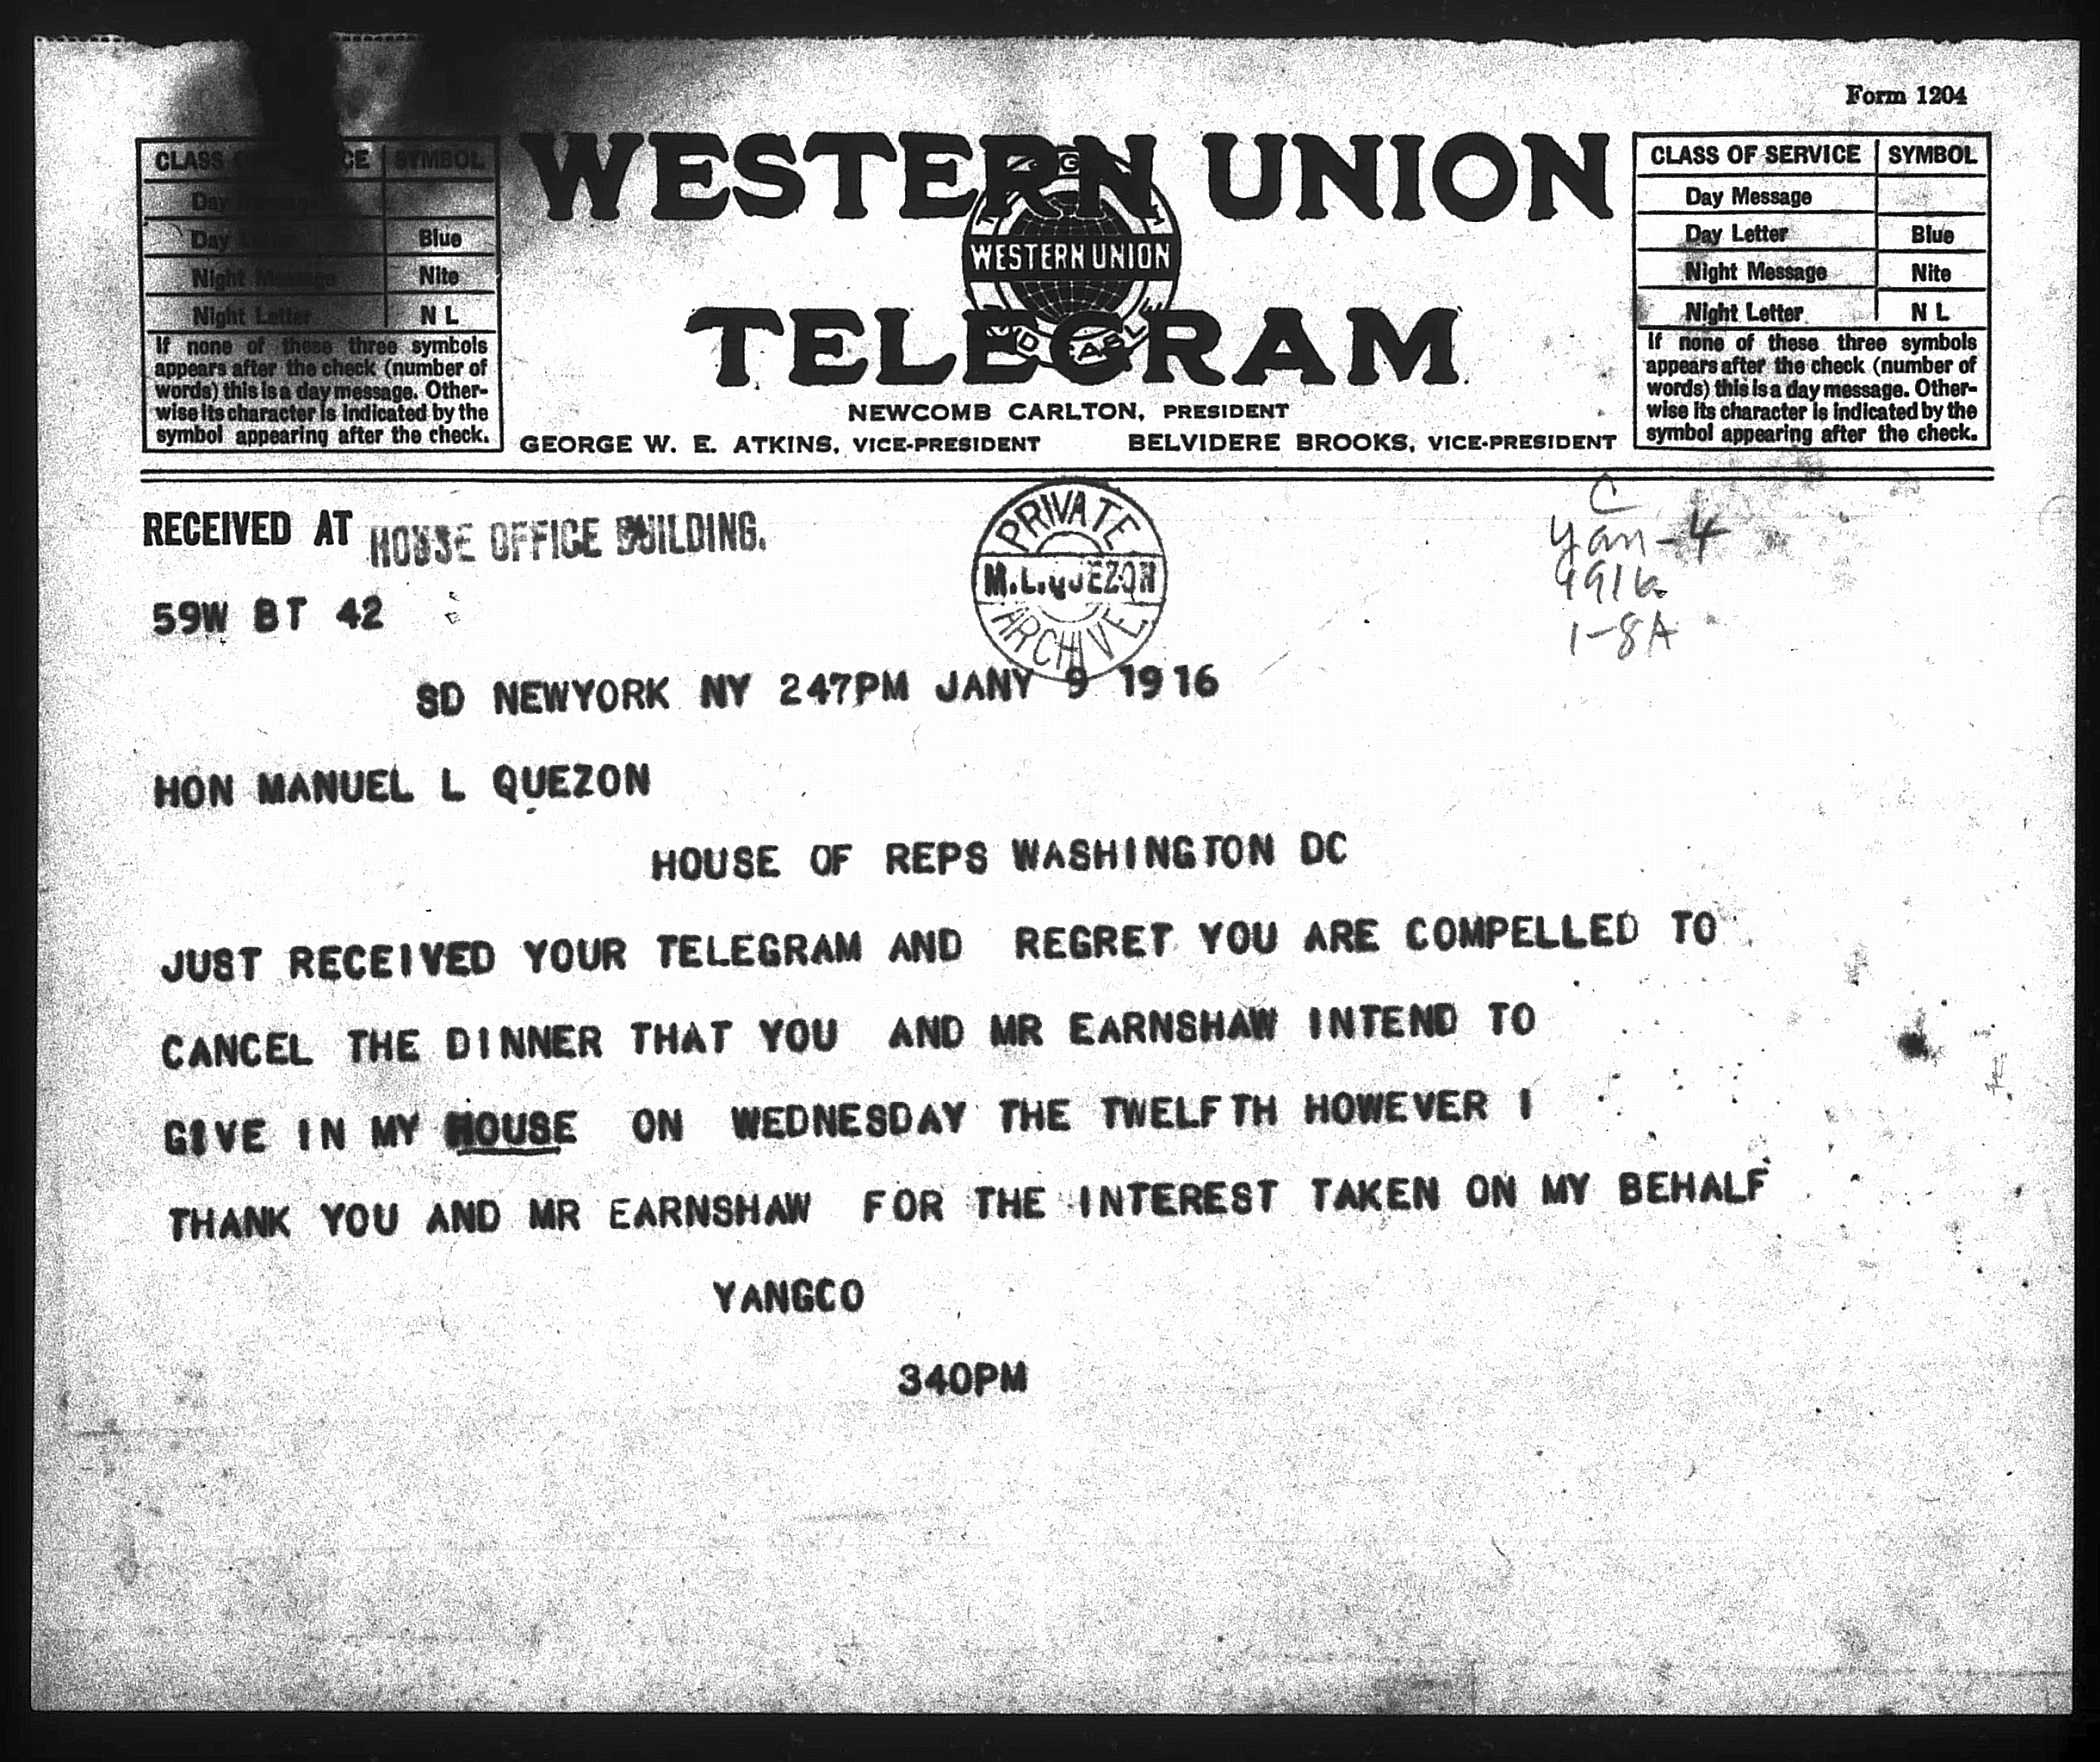 Form 1204
CLASS OF SERVICE SYMBOL
Day Message
Day Letter Blue
Night Message Nite
Night Letter N L
If none of these three symbols
appears after the check (number of
words) this is a day message. Other-
wise its character is indicated by the
symbol appearing after the check.
WESTERN UNION
WESTERN UNION
TELEGRAM
NEWCOMB CARLTON, PRESIDENT
GEORGE W. E. ATKINS, VICE-PRESIDENT BELVIDERE BROOKS, VICE-PRESIDENT
CLASS OF SERVICE SYMBOL
Day Message
Day Letter Blue
Night Message Nite
Night Letter N L
If none of these three symbols
appears after the check (number of
words) this is a day message. Other-
wise its character is indicated by the
symbol appearing after the check.
RECEIVED AT HOUSE OFFICE BUILDING.
PRIVATE
M.L.QUEZON
ARCHIVE
C
Yan-4
1916
1-8A
59W BT 42
SD NEWYORK NY 247PM JANY 9 1916
HON MANUEL L QUEZON
HOUSE OF REPS WASHINGTON DC
JUST RECEIVED YOUR TELEGRAM AND REGRET YOU ARE COMPELLED TO
CANCEL THE DINNER THAT YOU AND MR EARNSHAW INTEND TO
GIVE IN MY HOUSE ON WEDNESDAY THE TWELFTH HOWEVER I
THANK YOU AND MR EARNSHAW FOR THE INTEREST TAKEN ON MY BEHALF
YANGCO
340PM